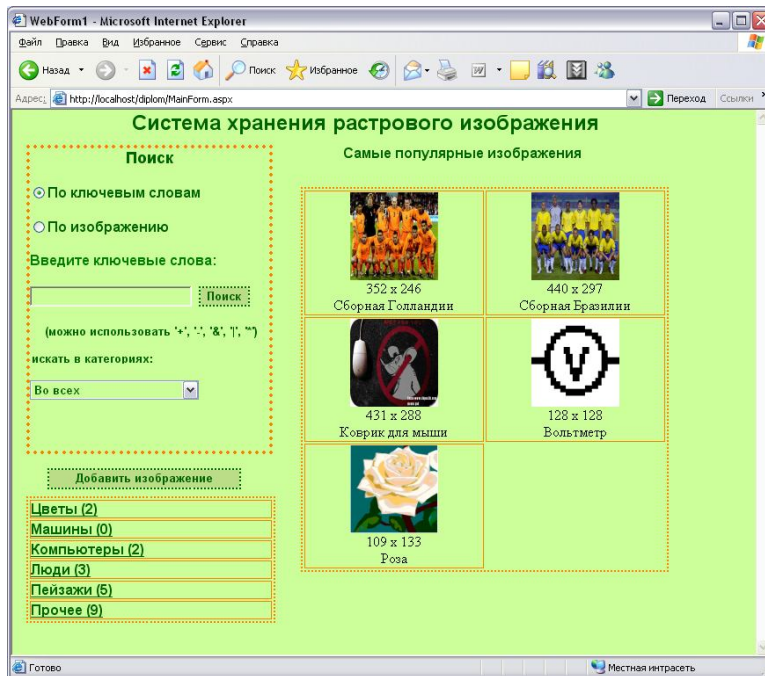 WebForm1 - Microsoft Internet Explorer
Файл Правка Вид Избранное Сервис Справка
Назад Поиск Избранное
Адрес: http://localhost/diplom/MainForm.aspx Переход Ссылки
Система хранения растрового изображения
Поиск
По ключевым словам
По изображению
Введите ключевые слова:
Поиск
(можно использовать '+', '-', '&', '|', '*')
искать в категориях:
Во всех
Добавить изображение
Цветы (2)
Машины (0)
Компьютеры (2)
Люди (3)
Пейзажи (5)
Прочее (9)
Самые популярные изображения
352 x 246
Сборная Голландии
440 x 297
Сборная Бразилии
431 x 288
Коврик для мыши
V
128 x 128
Вольтметр
109 x 133
Роза
Готово
Местная интрасеть